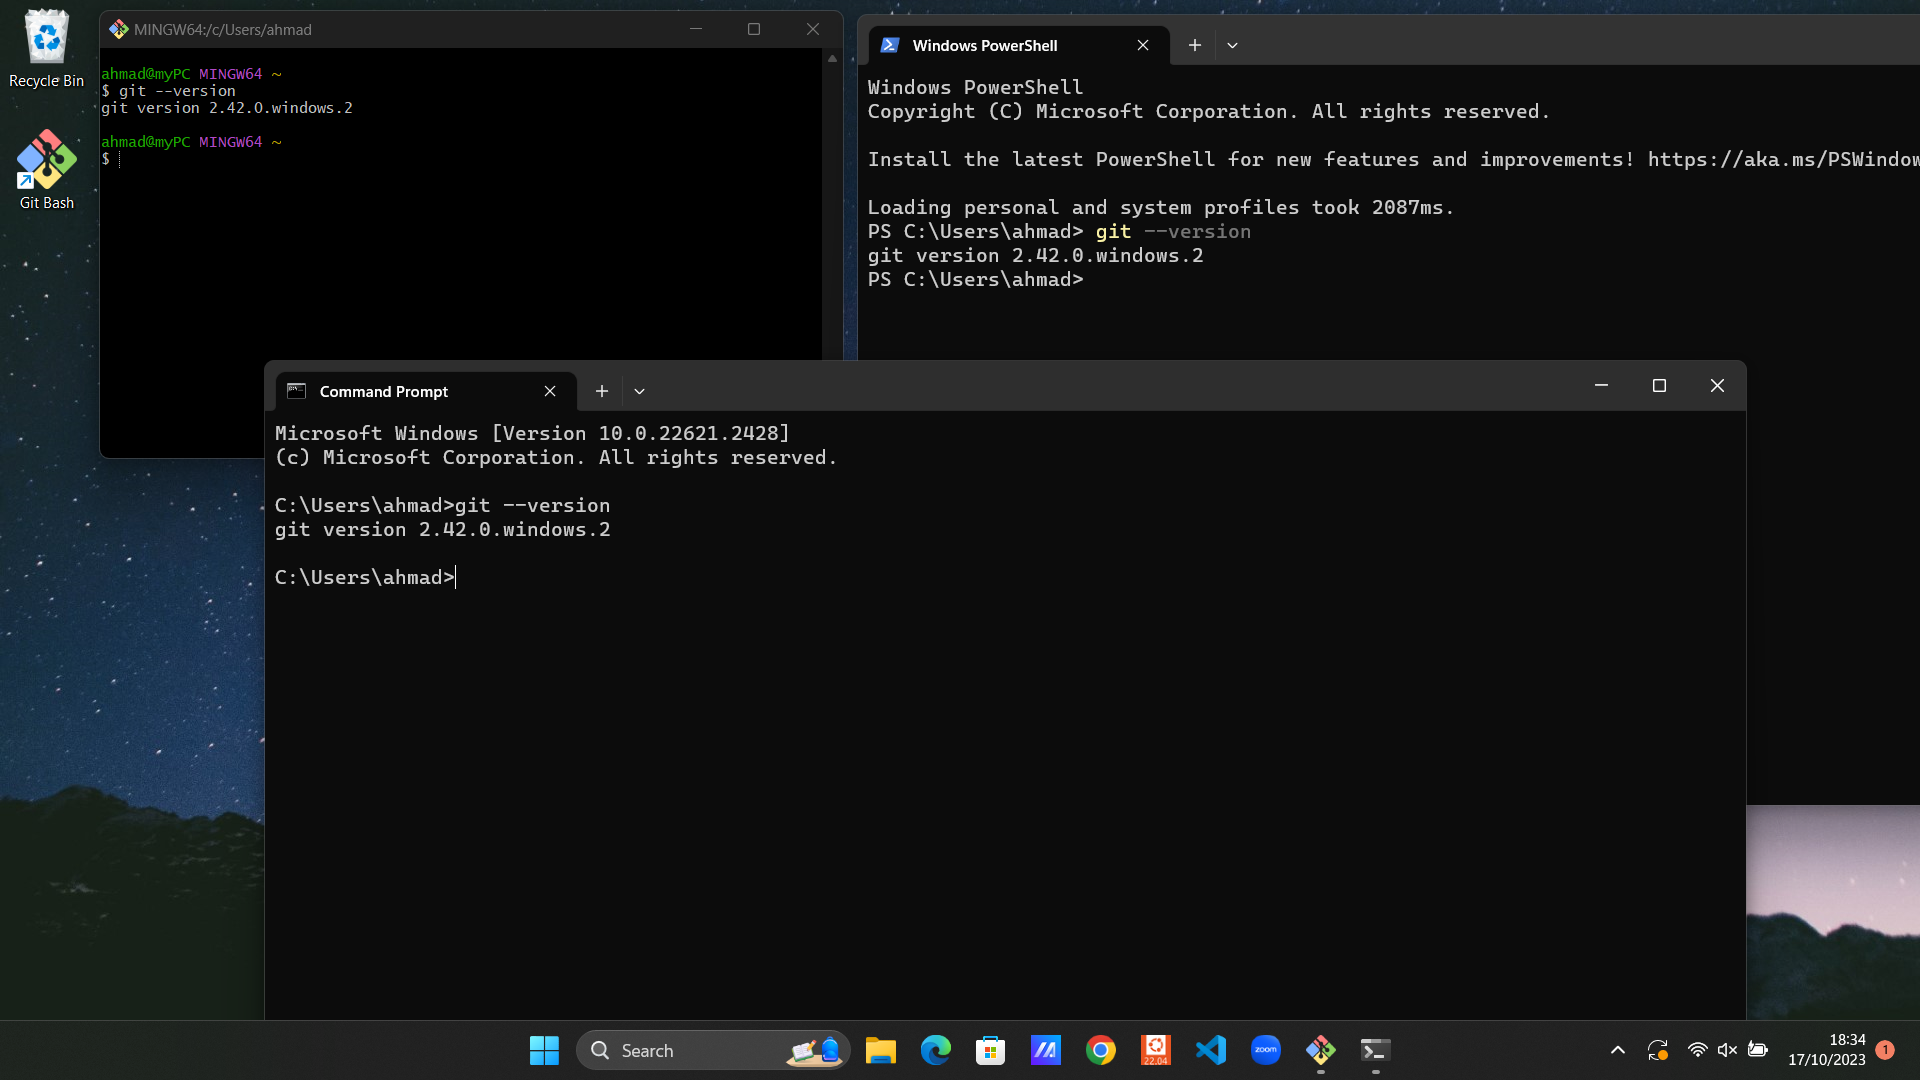 Recycle Bin
Git Bash
MINGW64:/c/Users/ahmad
ahmad@myPC MINGW64 ~
$ git --version
git version 2.42.0.windows.2
ahmad@myPC MINGW64 ~
$
Windows PowerShell
Windows PowerShell
Copyright (C) Microsoft Corporation. All rights reserved.
Install the latest PowerShell for new features and improvements! https://aka.ms/PSWindow
Loading personal and system profiles took 2087ms.
PS C:\Users\ahmad> git --version
git version 2.42.0.windows.2
PS C:\Users\ahmad>
Command Prompt
Microsoft Windows [Version 10.0.22621.2428]
(c) Microsoft Corporation. All rights reserved.
C:\Users\ahmad>git --version
git version 2.42.0.windows.2
C:\Users\ahmad>
Search
22.04
zoom
18:34
17/10/2023
1